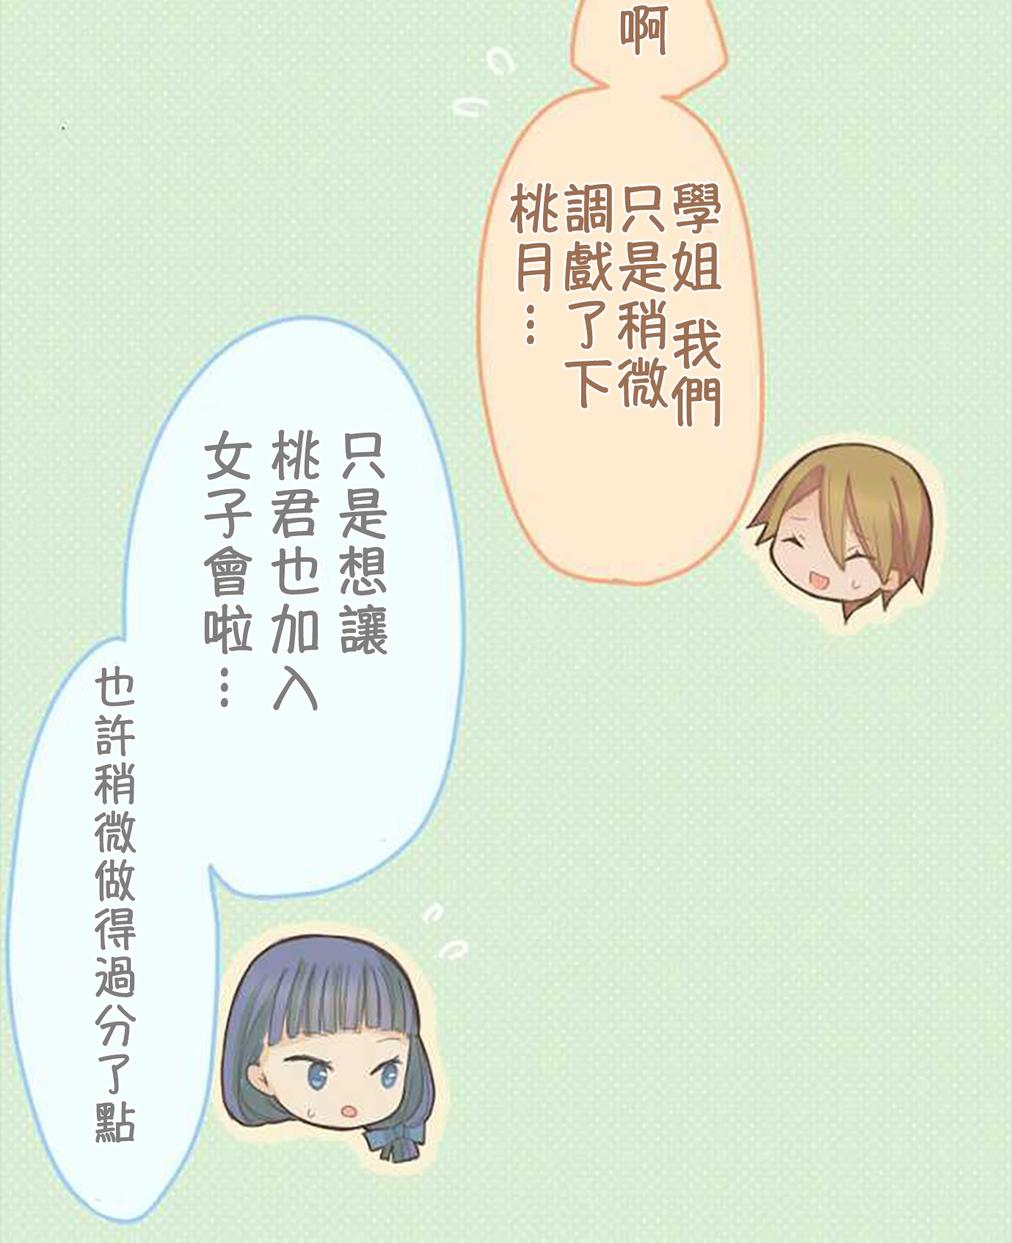 啊
學姐 我們
只是稍微
調戲了下
桃月…
只是想讓
桃君也加入
女子會啦…
也許稍微做得過分了點